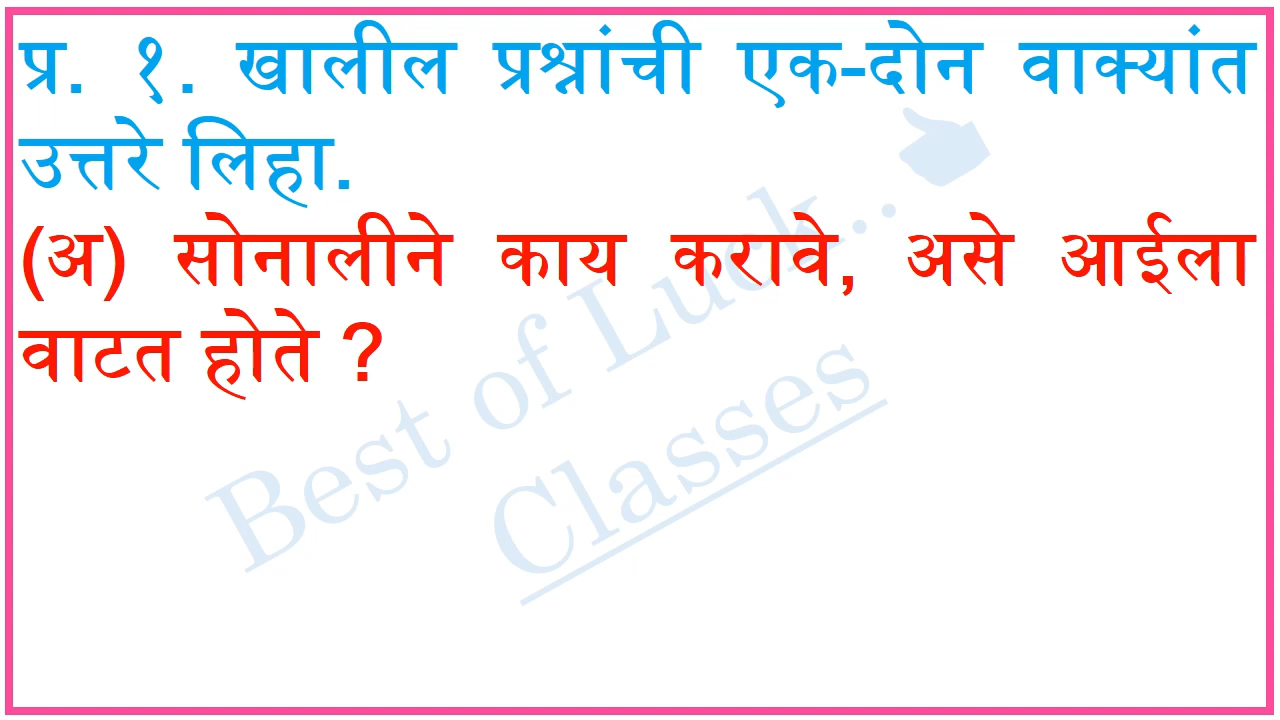 प्र. १. खालील प्रश्नांची एक-दोन वाक्यांत
उत्तरे लिहा.
(अ) सोनालीने काय करावे, असे आईला
वाटत होते ?
Best of Luck..
Classes